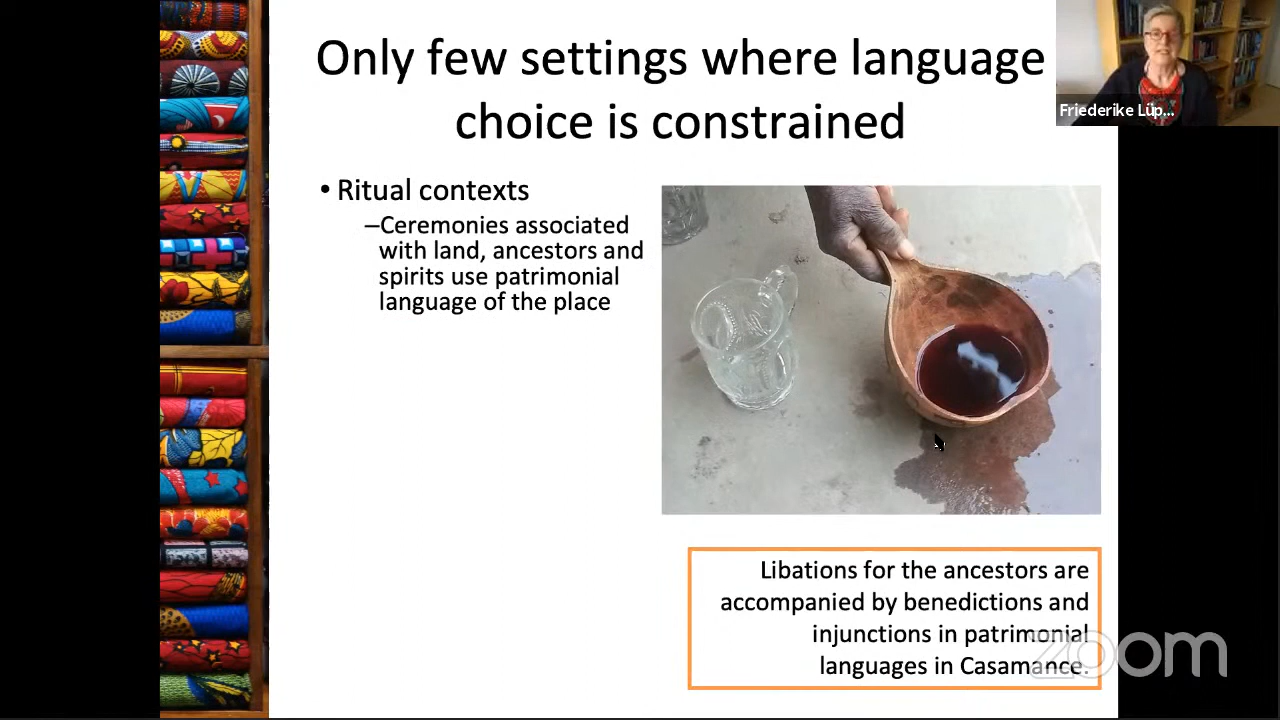 Only few settings where language
choice is constrained
Friederike Lüp...
• Ritual contexts
–Ceremonies associated
with land, ancestors and
spirits use patrimonial
language of the place
Libations for the ancestors are
accompanied by benedictions and
injunctions in patrimonial
languages in Casamance.
zoom